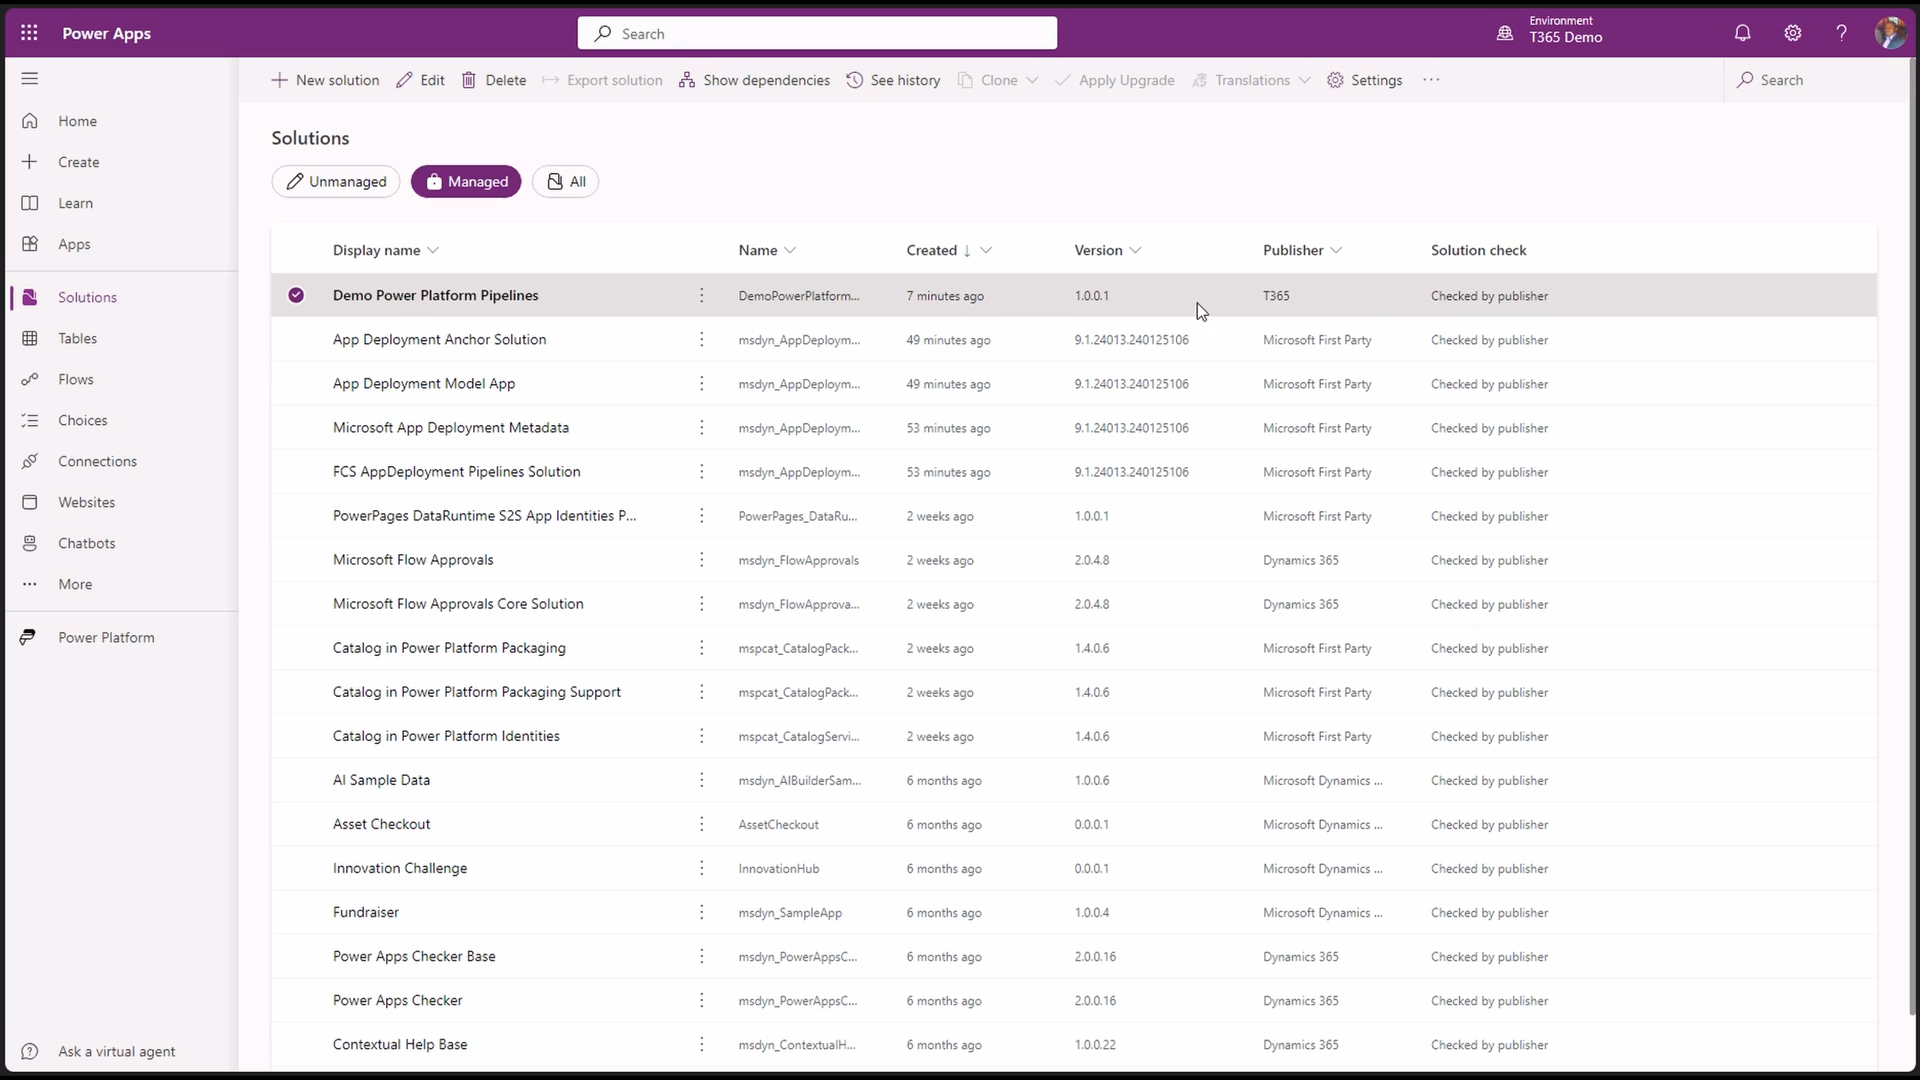 Power Apps
Search
Environment
T365 Demo
New solution
Edit
Delete
Export solution
Show dependencies
See history
Clone
Apply Upgrade
Translations
Settings
Search
Home
Create
Learn
Apps
Solutions
Tables
Flows
Choices
Connections
Websites
Chatbots
More
Power Platform
Ask a virtual agent
Solutions
Unmanaged
Managed
All
Display name Name Created ↓ Version Publisher Solution check
Demo Power Platform Pipelines DemoPowerPlatform... 7 minutes ago 1.0.0.1 T365 Checked by publisher
App Deployment Anchor Solution msdyn_AppDeploym... 49 minutes ago 9.1.24013.240125106 Microsoft First Party Checked by publisher
App Deployment Model App msdyn_AppDeploym... 49 minutes ago 9.1.24013.240125106 Microsoft First Party Checked by publisher
Microsoft App Deployment Metadata msdyn_AppDeploym... 53 minutes ago 9.1.24013.240125106 Microsoft First Party Checked by publisher
FCS AppDeployment Pipelines Solution msdyn_AppDeploym... 53 minutes ago 9.1.24013.240125106 Microsoft First Party Checked by publisher
PowerPages DataRuntime S2S App Identities P... PowerPages_DataRu... 2 weeks ago 1.0.0.1 Microsoft First Party Checked by publisher
Microsoft Flow Approvals msdyn_FlowApprovals 2 weeks ago 2.0.4.8 Dynamics 365 Checked by publisher
Microsoft Flow Approvals Core Solution msdyn_FlowApprova... 2 weeks ago 2.0.4.8 Dynamics 365 Checked by publisher
Catalog in Power Platform Packaging mspcat_CatalogPack... 2 weeks ago 1.4.0.6 Microsoft First Party Checked by publisher
Catalog in Power Platform Packaging Support mspcat_CatalogPack... 2 weeks ago 1.4.0.6 Microsoft First Party Checked by publisher
Catalog in Power Platform Identities mspcat_CatalogServi... 2 weeks ago 1.4.0.6 Microsoft First Party Checked by publisher
AI Sample Data msdyn_AIBuilderSam... 6 months ago 1.0.0.6 Microsoft Dynamics ... Checked by publisher
Asset Checkout AssetCheckout 6 months ago 0.0.0.1 Microsoft Dynamics ... Checked by publisher
Innovation Challenge InnovationHub 6 months ago 0.0.0.1 Microsoft Dynamics ... Checked by publisher
Fundraiser msdyn_SampleApp 6 months ago 1.0.0.4 Microsoft Dynamics ... Checked by publisher
Power Apps Checker Base msdyn_PowerAppsC... 6 months ago 2.0.0.16 Dynamics 365 Checked by publisher
Power Apps Checker msdyn_PowerAppsC... 6 months ago 2.0.0.16 Dynamics 365 Checked by publisher
Contextual Help Base msdyn_ContextualH... 6 months ago 1.0.0.22 Dynamics 365 Checked by publisher